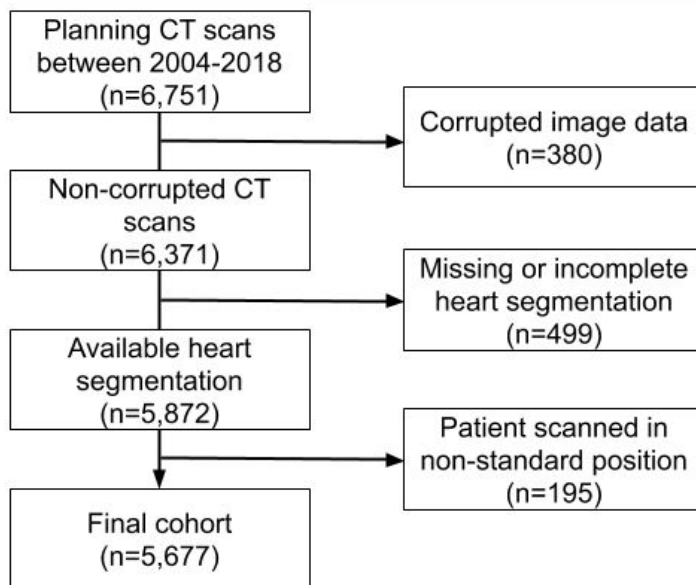 Planning CT scans
between 2004-2018
(n=6,751)
Corrupted image data
(n=380)
Non-corrupted CT
scans
(n=6,371)
Missing or incomplete
heart segmentation
(n=499)
Available heart
segmentation
(n=5,872)
Patient scanned in
non-standard position
(n=195)
Final cohort
(n=5,677)